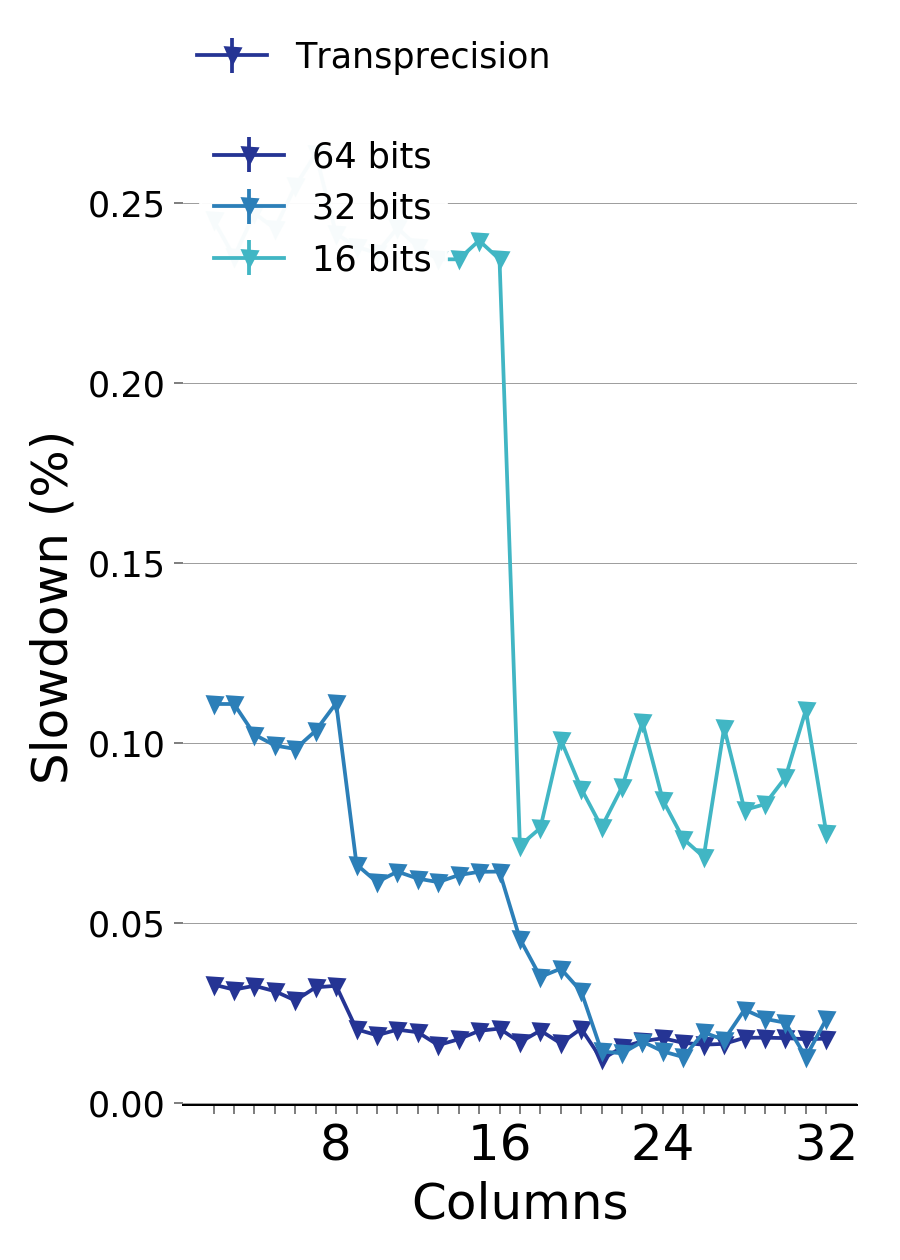 Transprecision
64 bits
32 bits
16 bits
0.25
0.20
0.15
0.10
0.05
0.00
Slowdown (%)
8 16 24 32
Columns